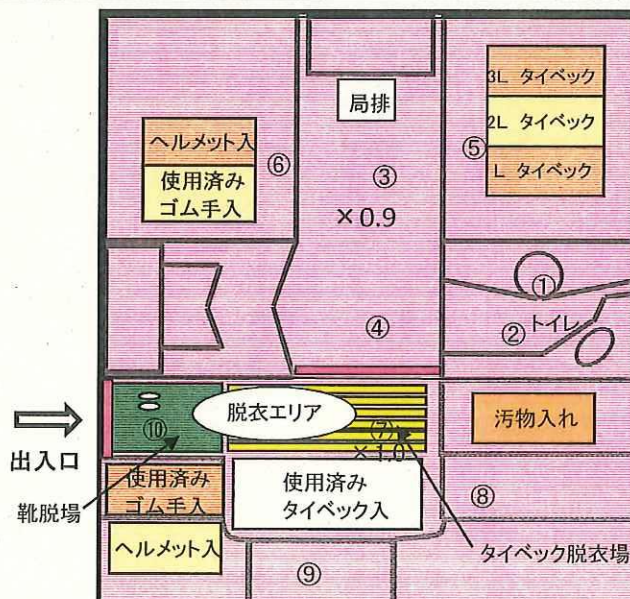 局排
3L タイベック
2L タイベック
L タイベック
⑤
ヘルメット入
使用済み
ゴム手入
⑥
③
×0.9
①
②
トイレ
④
脱衣エリア
⑩
⑦
×1.0
汚物入れ
出入口
靴脱場
使用済み
ゴム手入
使用済み
タイベック入
⑧
ヘルメット入
タイベック脱衣場
⑨